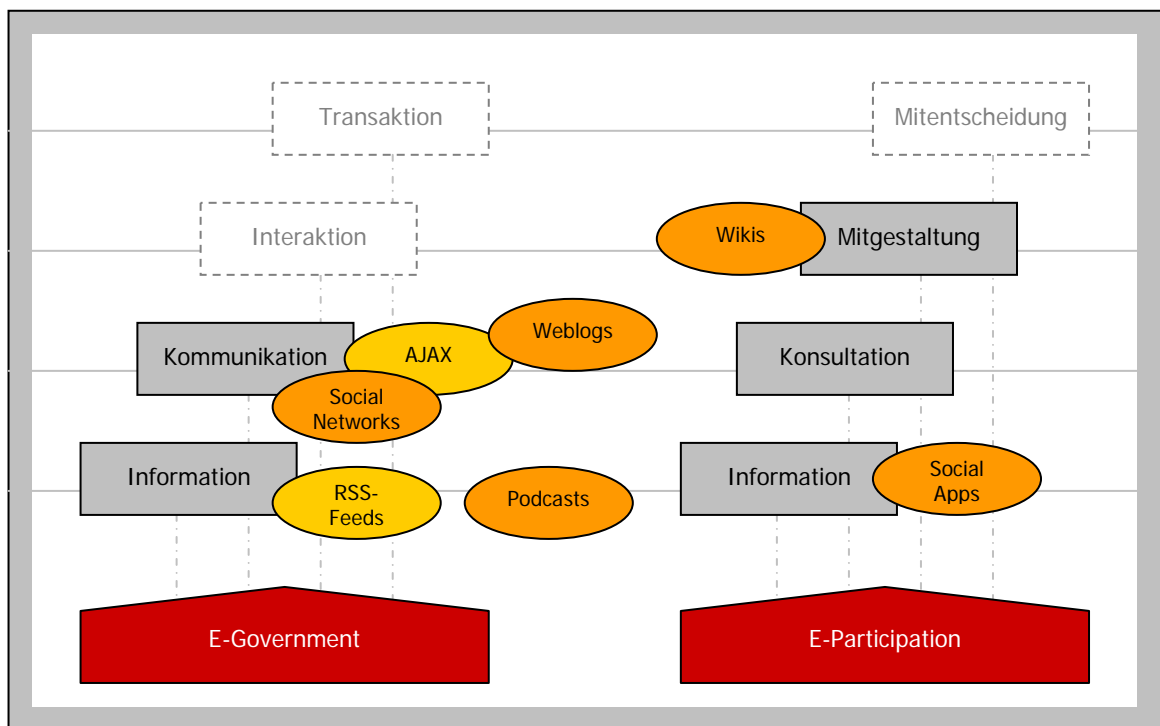 Transaktion
Mitentscheidung
Interaktion
Wikis
Mitgestaltung
Kommunikation
AJAX
Weblogs
Konsultation
Social
Networks
Information
RSS-
Feeds
Podcasts
Information
Social
Apps
E-Government
E-Participation